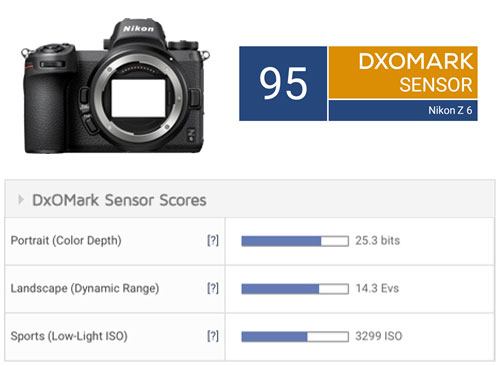 Nikon
Z 6
95
DXOMARK
SENSOR
Nikon Z 6
DxOMark Sensor Scores
Portrait (Color Depth) [?] 25.3 bits
Landscape (Dynamic Range) [?] 14.3 Evs
Sports (Low-Light ISO) [?] 3299 ISO